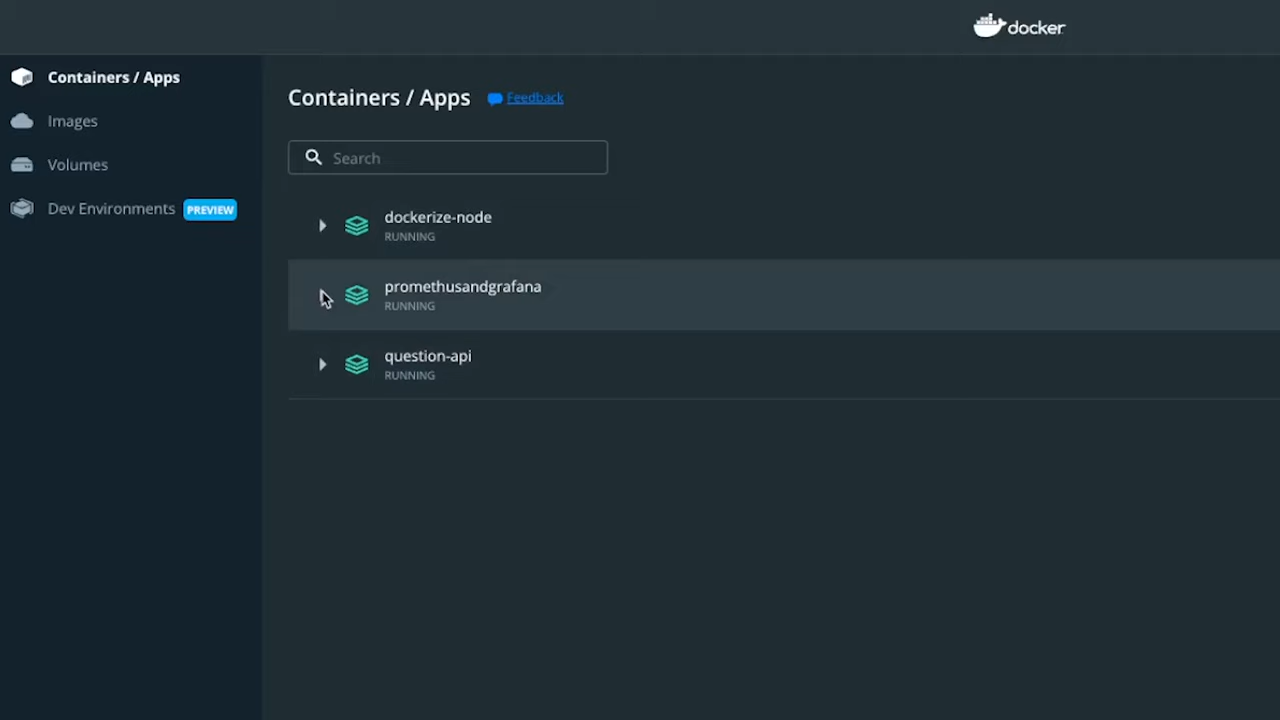 docker
Containers / Apps
Images
Volumes
Dev Environments PREVIEW
Containers / Apps Feedback
Search
dockerize-node
RUNNING
promethusandgrafana
RUNNING
question-api
RUNNING